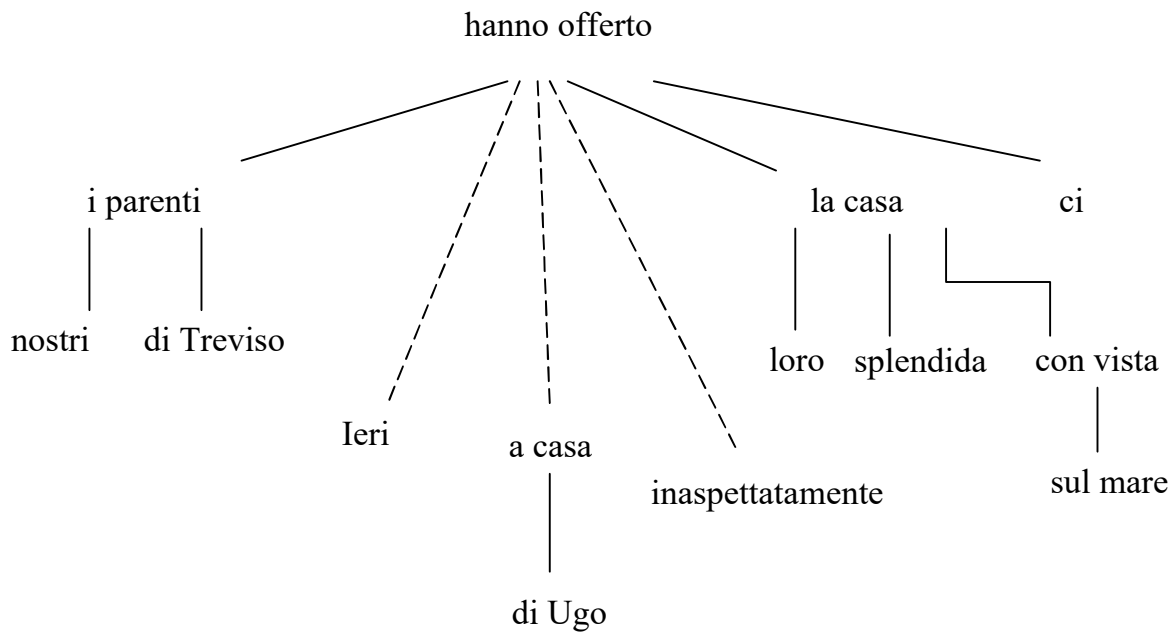 hanno offerto
i parenti
la casa
ci
nostri
di Treviso
loro
splendida
con vista
Ieri
a casa
inaspettatamente
sul mare
di Ugo